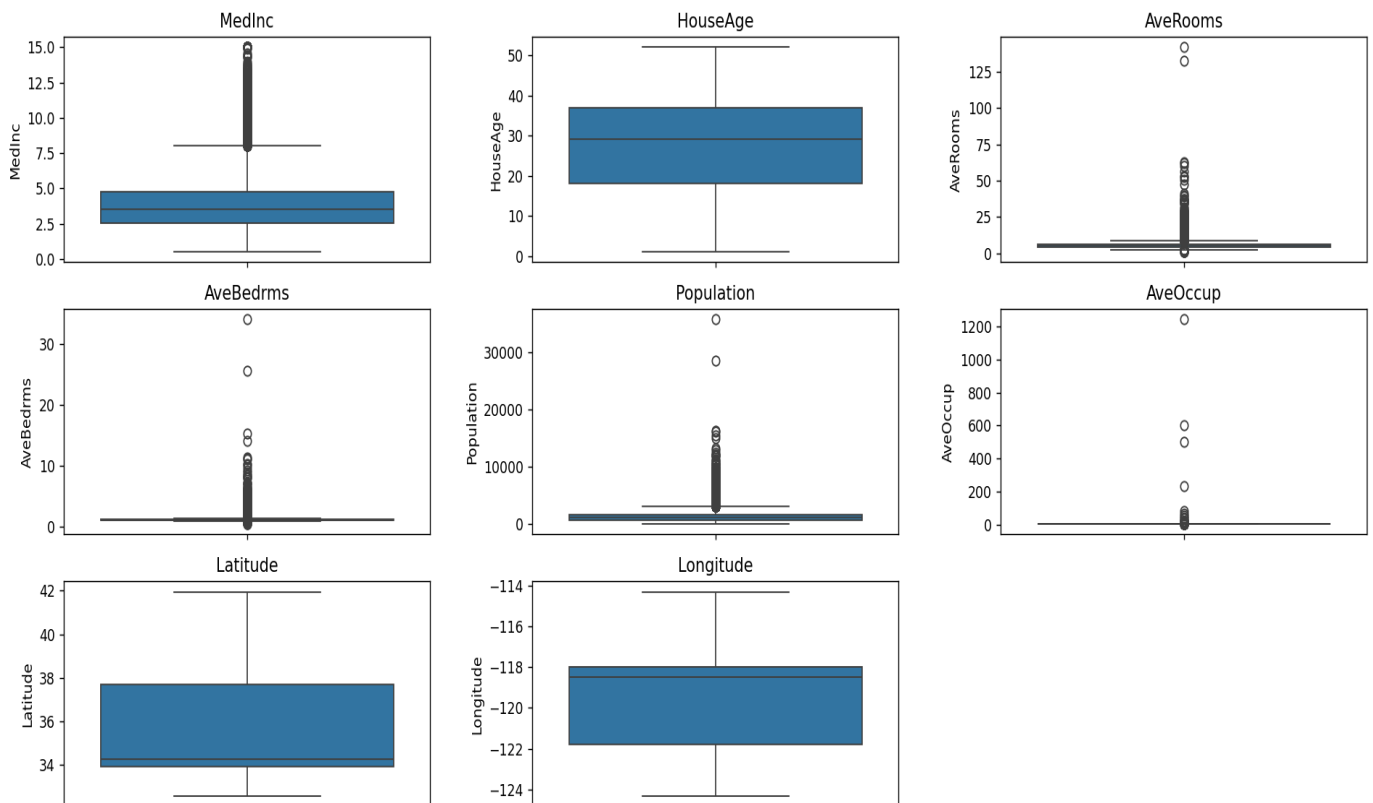 MedInc
15.0
12.5
10.0
7.5
5.0
2.5
0.0
MedInc
HouseAge
50
40
30
20
10
0
HouseAge
AveRooms
125
100
75
50
25
0
AveRooms
AveBedrms
30
20
10
0
AveBedrms
Population
30000
20000
10000
0
Population
AveOccup
1200
1000
800
600
400
200
0
AveOccup
Latitude
42
40
38
36
34
Latitude
Longitude
−114
−116
−118
−120
−122
−124
Longitude